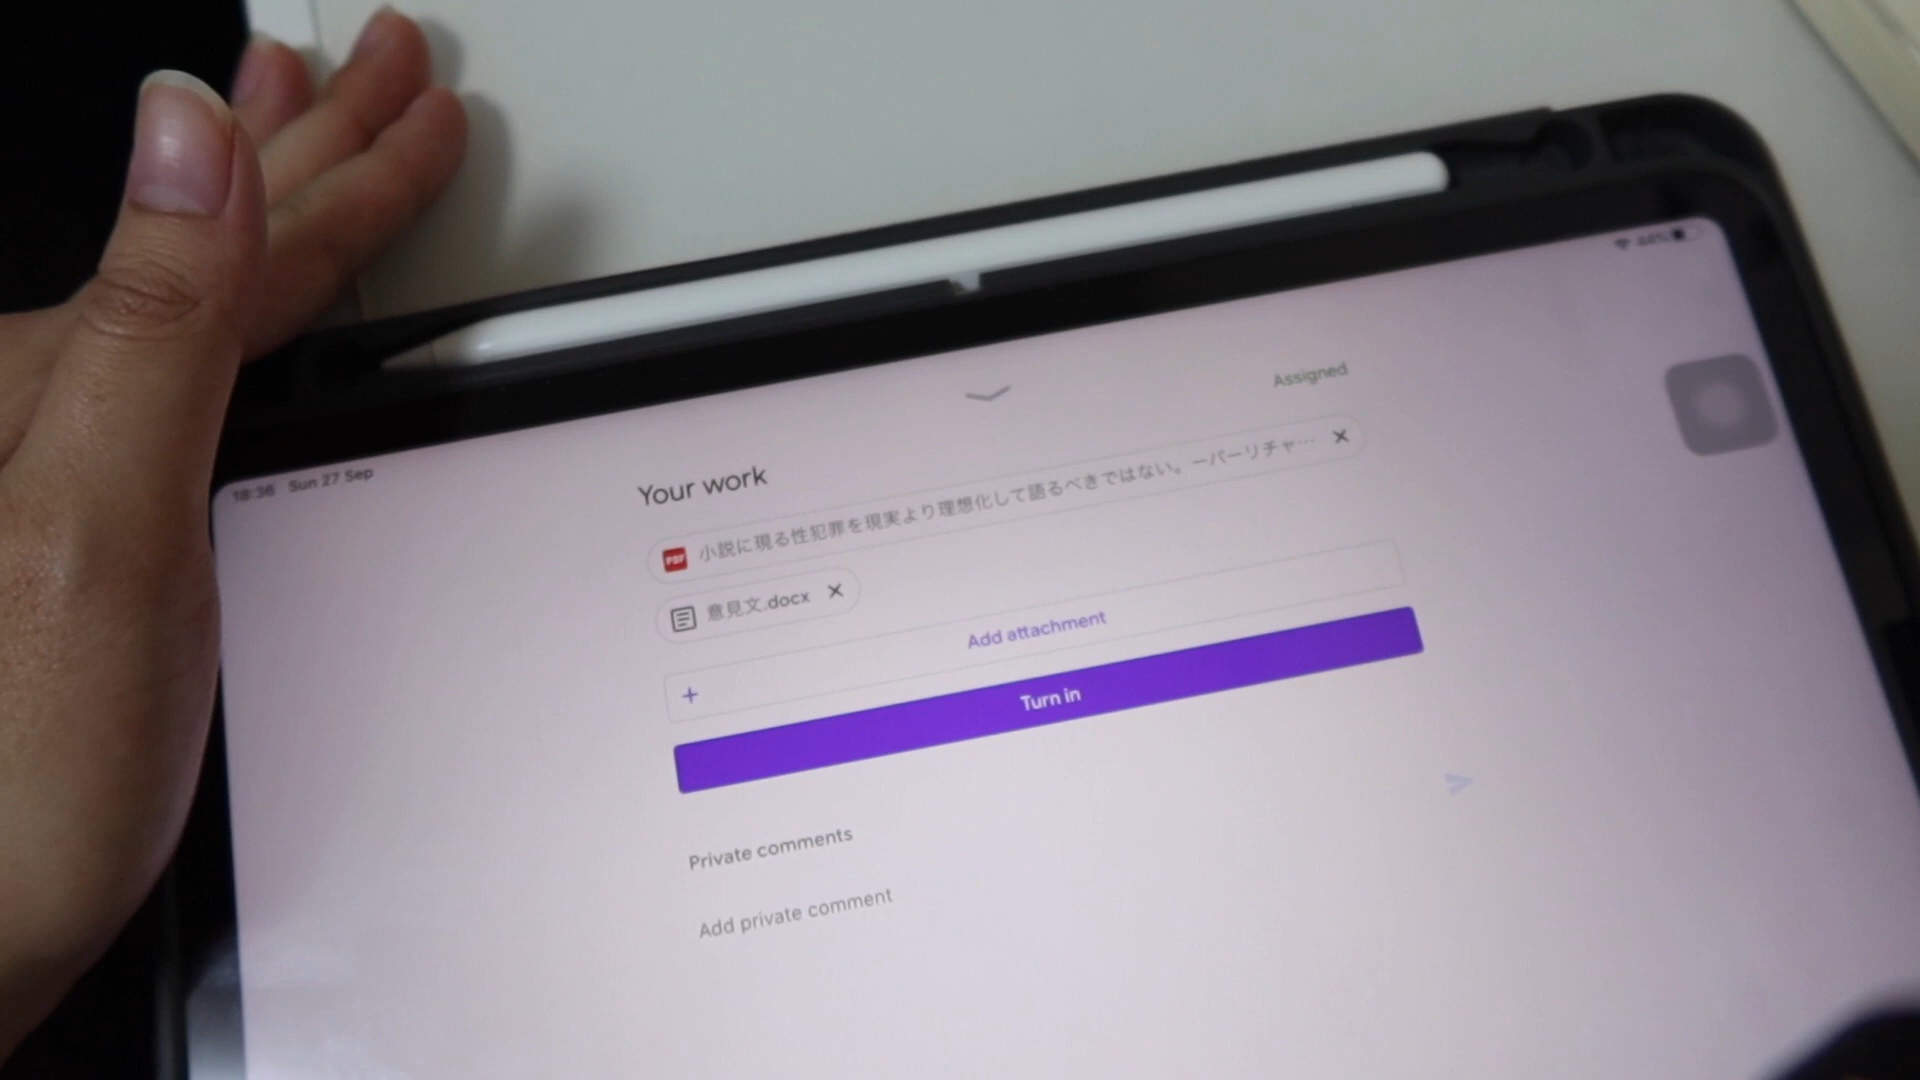 18:36 Sun 27 Sep
44%
Assigned
Your work
PDF 小説に現る性犯罪を現実より理想化して語るべきではない。ーバーリチャ…
意見文.docx
+ Add attachment
Turn in
Private comments
Add private comment